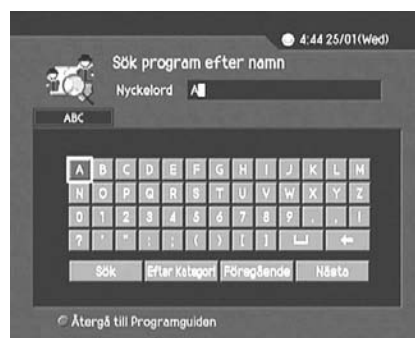 4:44 25/01(Wed)
Sök program efter namn
Nyckelord A
ABC
A B C D E F G H I J K L M
N O P Q R S T U V W X Y Z
0 1 2 3 4 5 6 7 8 9 . , !
? ' " : ; ( ) [ ]
Sök Efter Kategori Föregående Nästa
Återgå till Programguiden